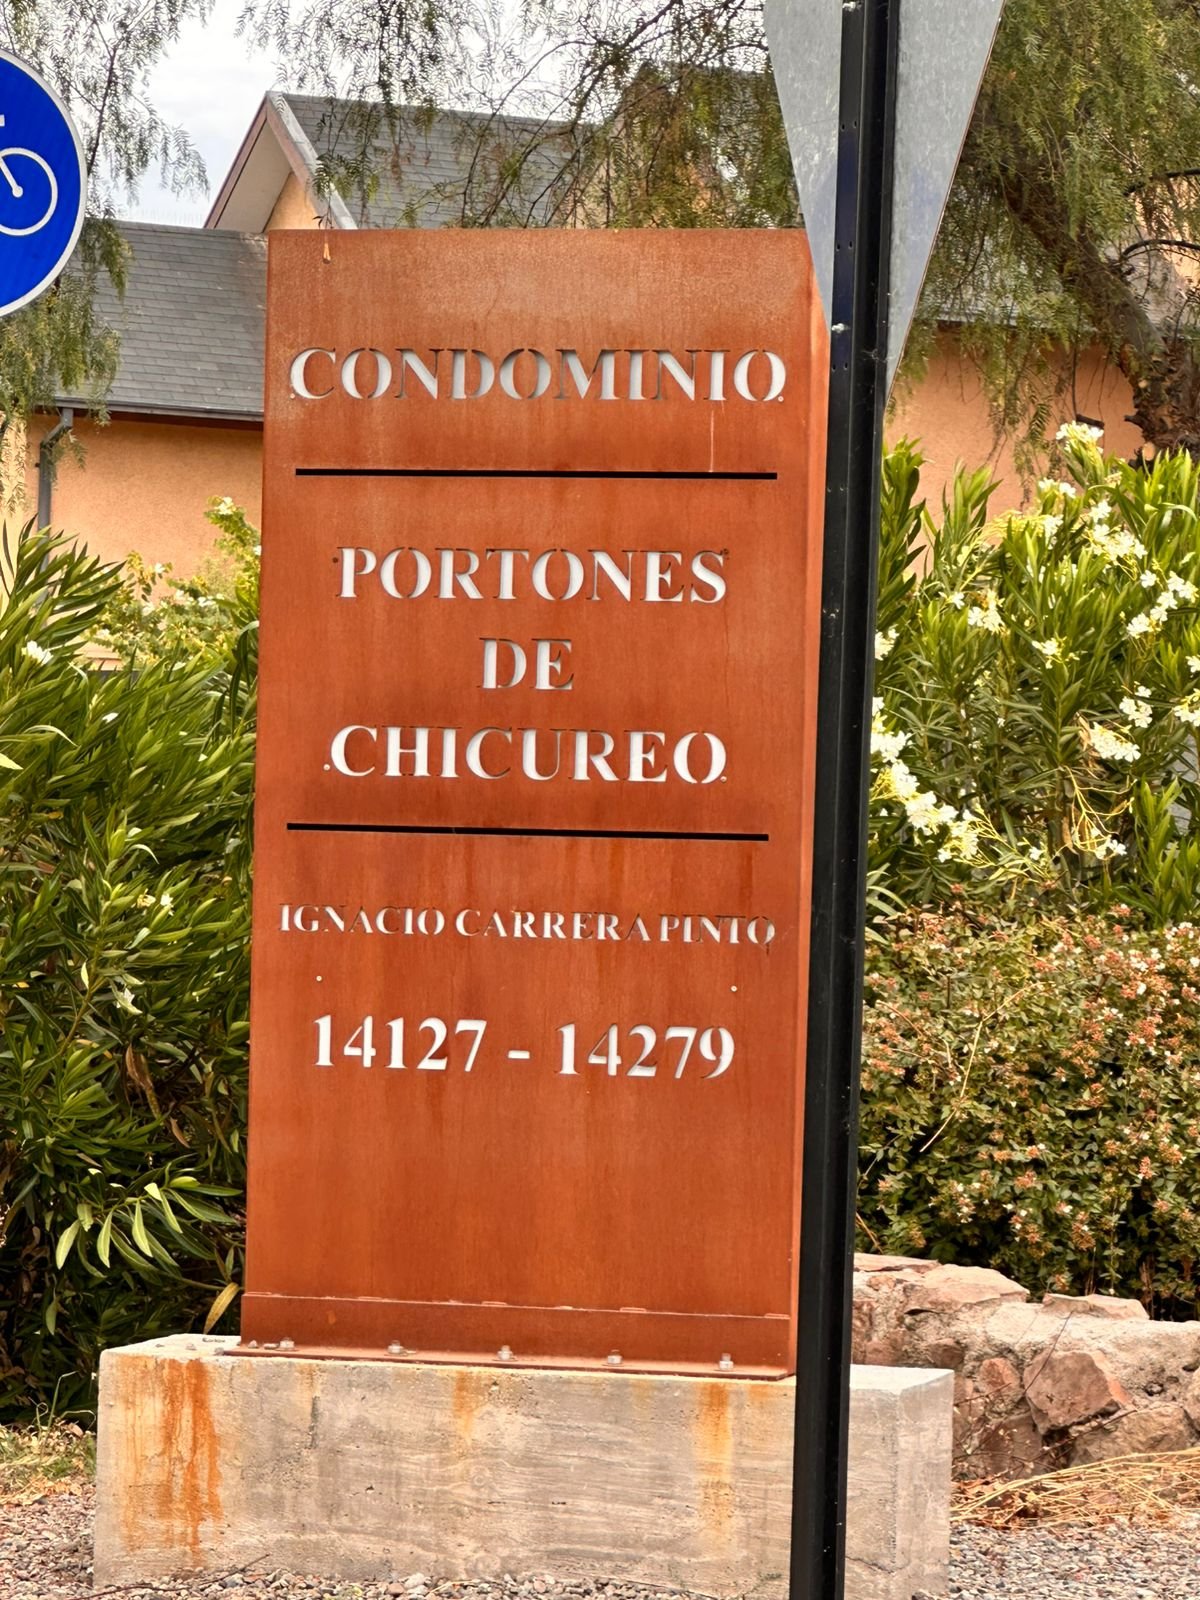 CONDOMINIO
PORTONES
DE
CHICUREO
IGNACIO CARRERA PINTO
14127 - 14279